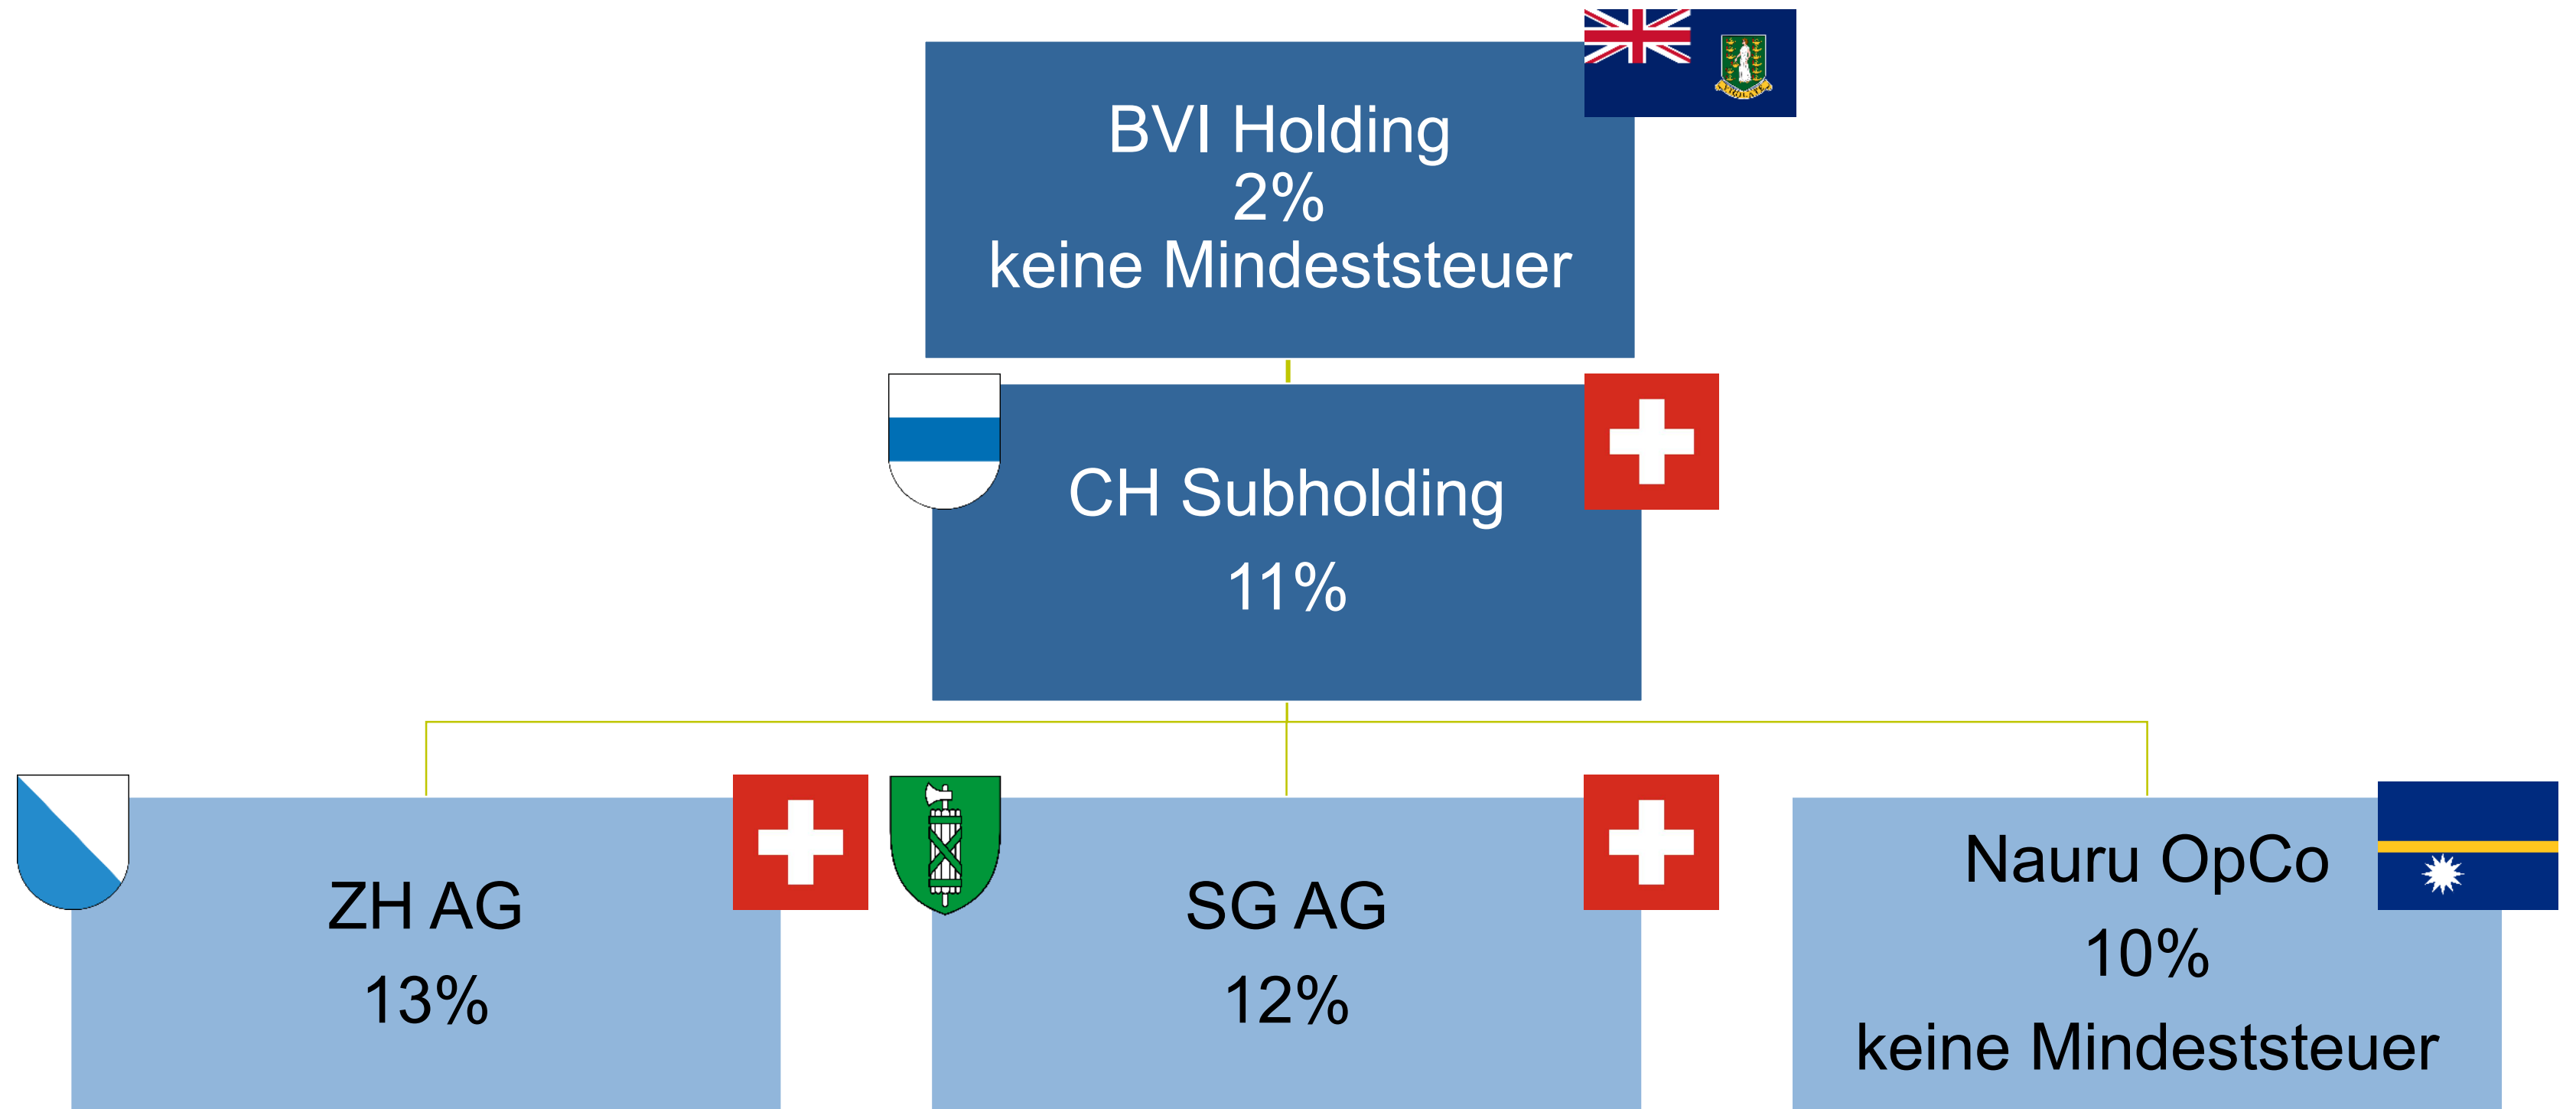 BVI Holding
2%
keine Mindeststeuer
CH Subholding
11%
ZH AG
13%
SG AG
12%
Nauru OpCo
10%
keine Mindeststeuer